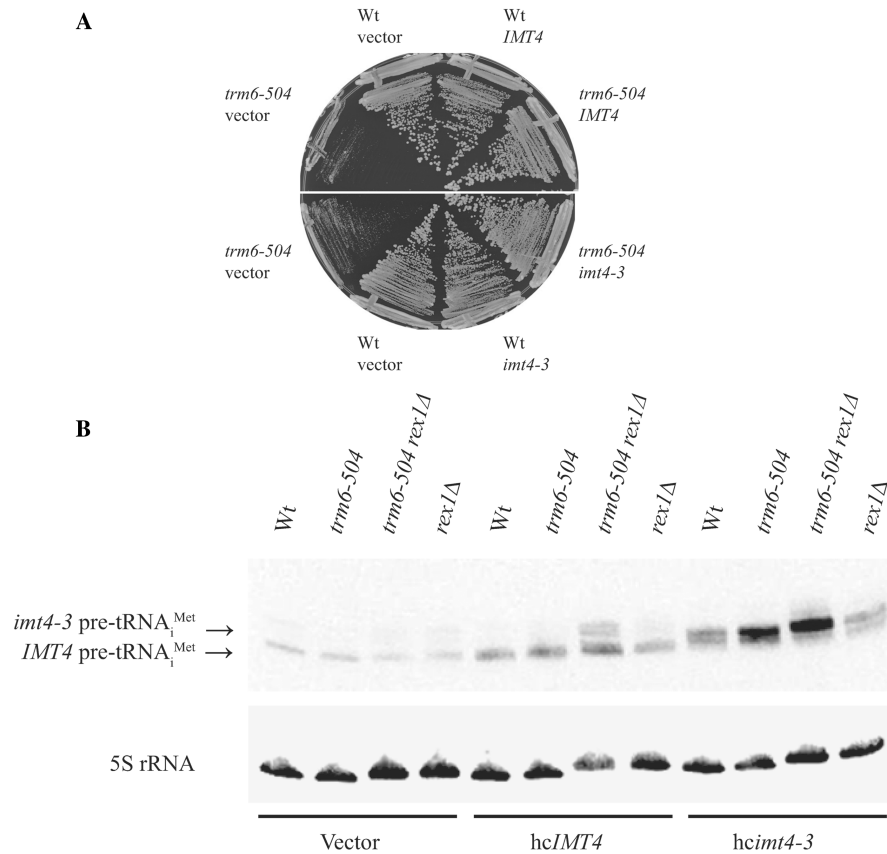 A
Wt
vector
Wt
IMT4
trm6-504
vector
trm6-504
IMT4
trm6-504
vector
trm6-504
imt4-3
Wt
vector
Wt
imt4-3
B
Wt
trm6-504
trm6-504 rex1Δ
rex1Δ
Wt
trm6-504
trm6-504 rex1Δ
rex1Δ
Wt
trm6-504
trm6-504 rex1Δ
rex1Δ
imt4-3 pre-tRNAiMet →
IMT4 pre-tRNAiMet →
5S rRNA
Vector
hcIMT4
hcimt4-3